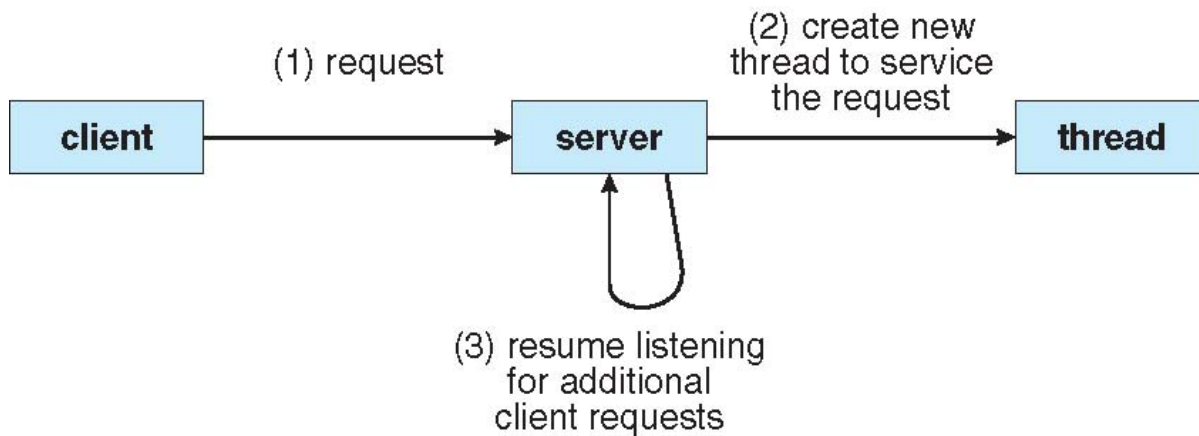 (1) request
(2) create new
thread to service
the request
client
server
thread
(3) resume listening
for additional
client requests